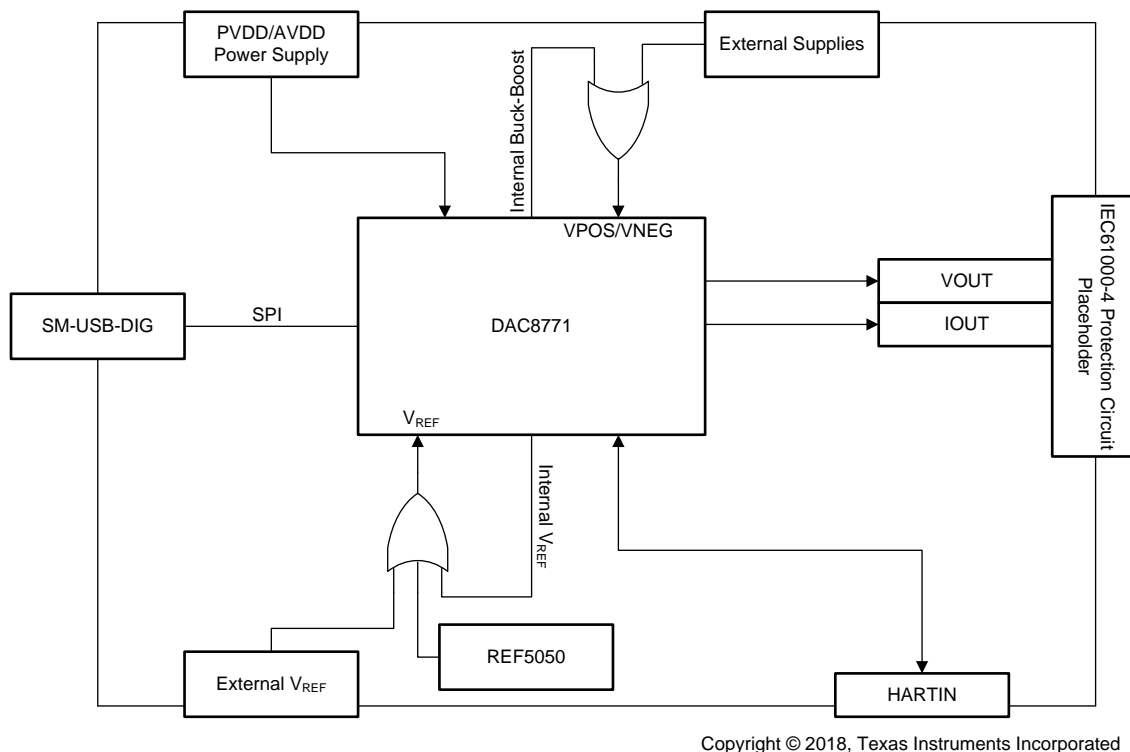 PVDD/AVDD
Power Supply
External Supplies
Internal Buck-Boost
VPOS/VNEG
IEC61000-4 Protection Circuit
Placeholder
VOUT
SM-USB-DIG
SPI
DAC8771
IOUT
VREF
Internal VREF
REF5050
External VREF
HARTIN
Copyright © 2018, Texas Instruments Incorporated